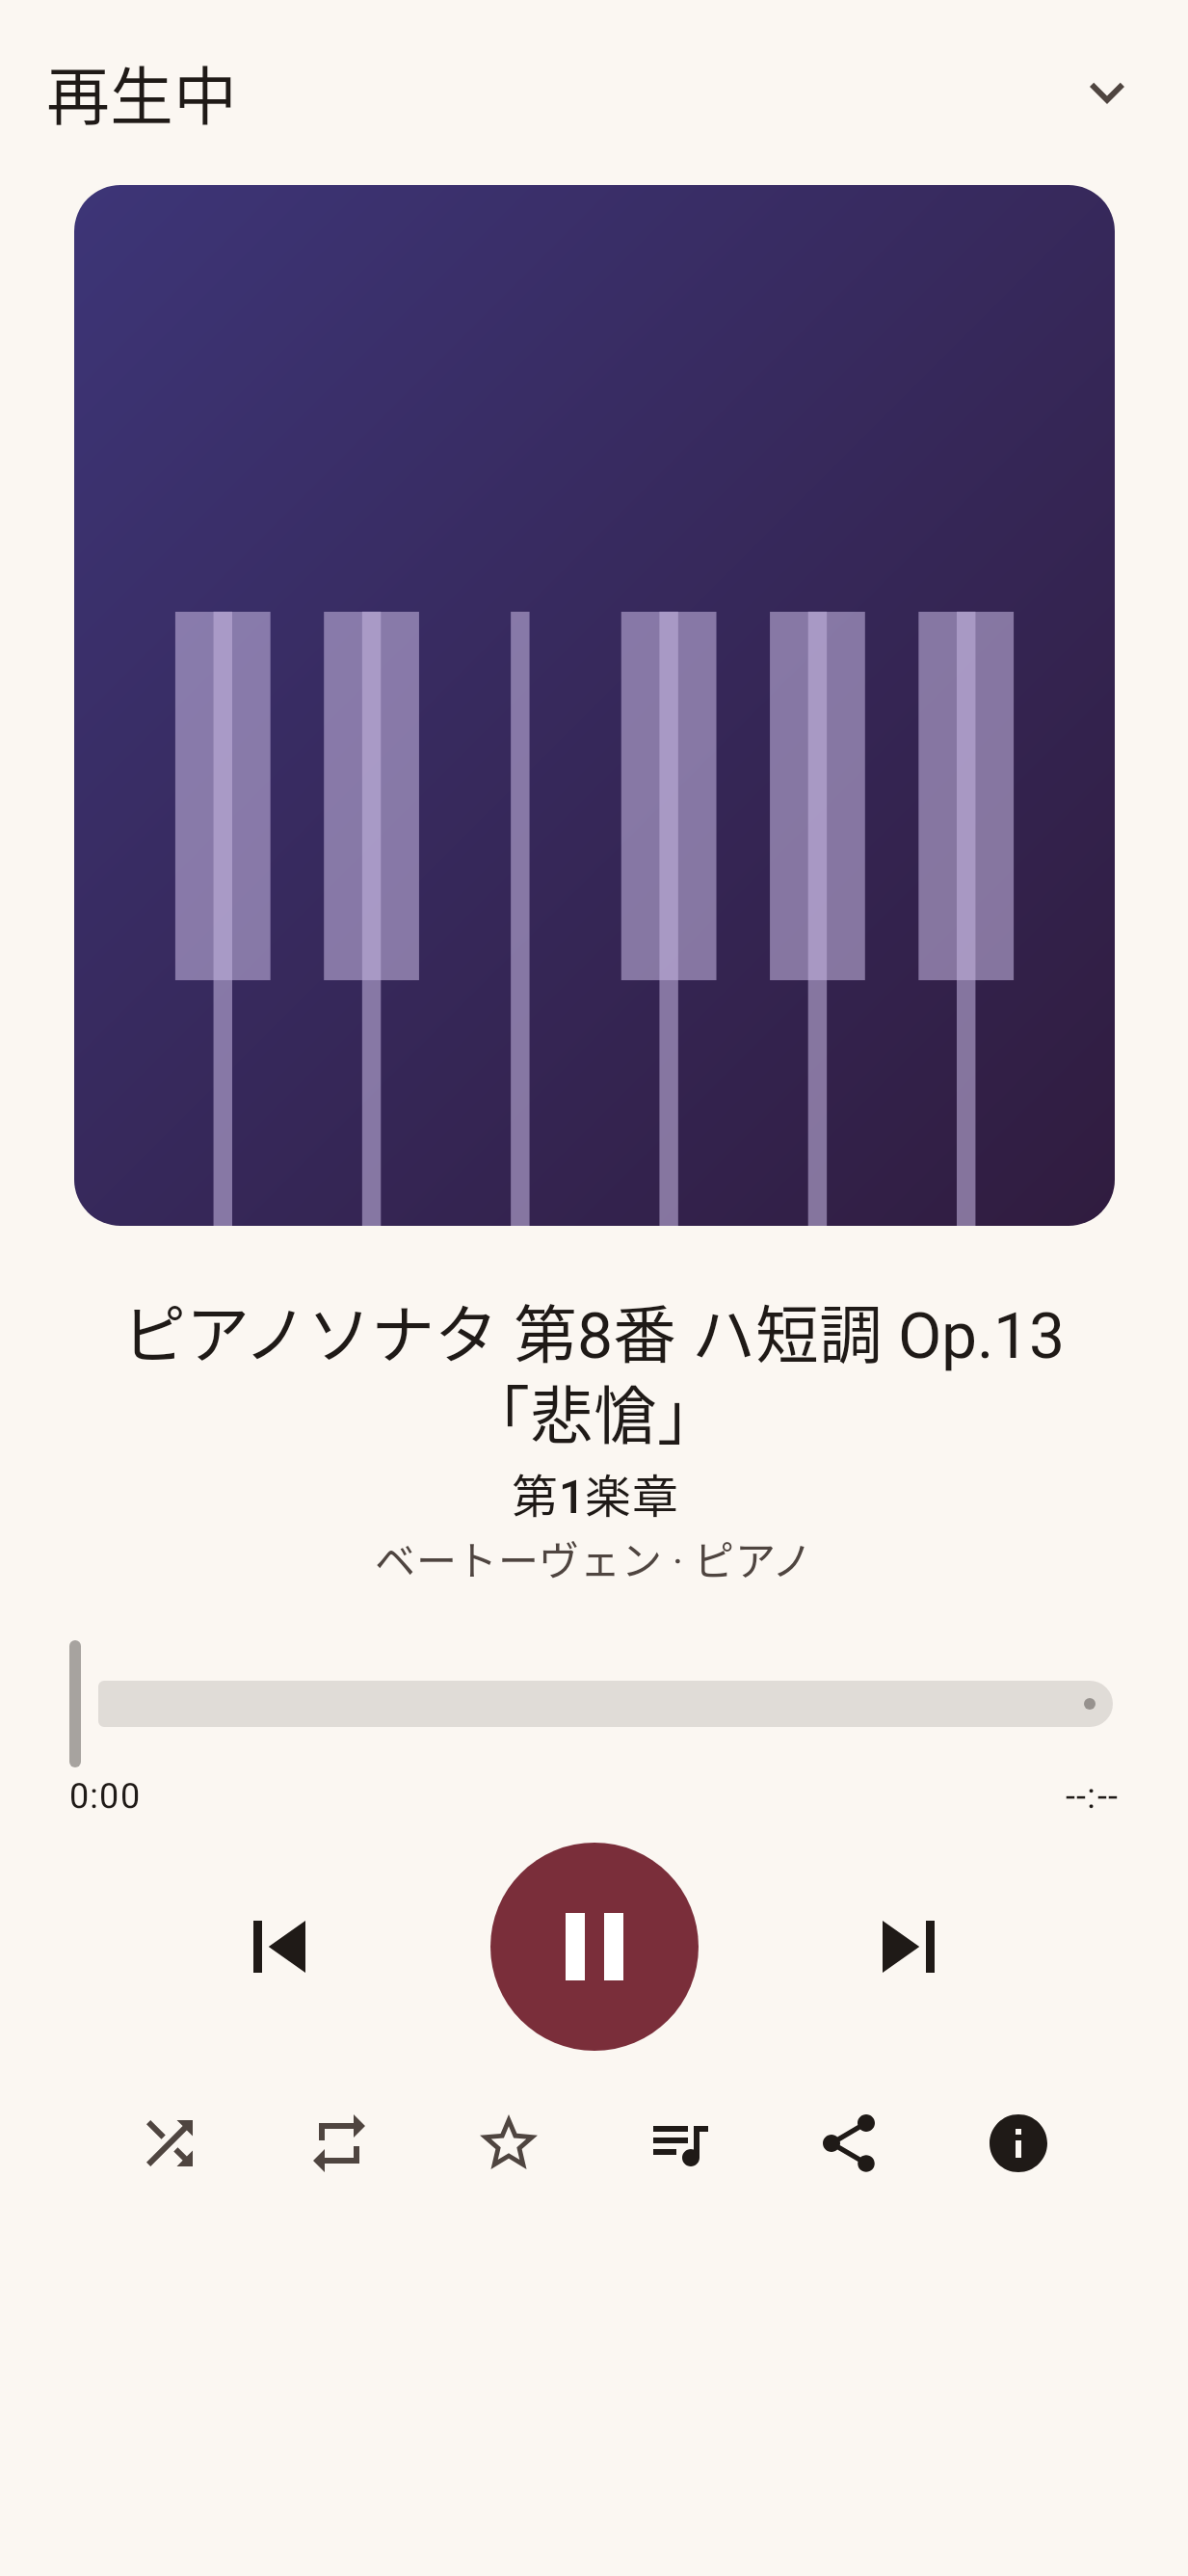 再生中
ピアノソナタ 第8番 ハ短調 Op.13
「悲愴」
第1楽章
ベートーヴェン · ピアノ
0:00
--:--